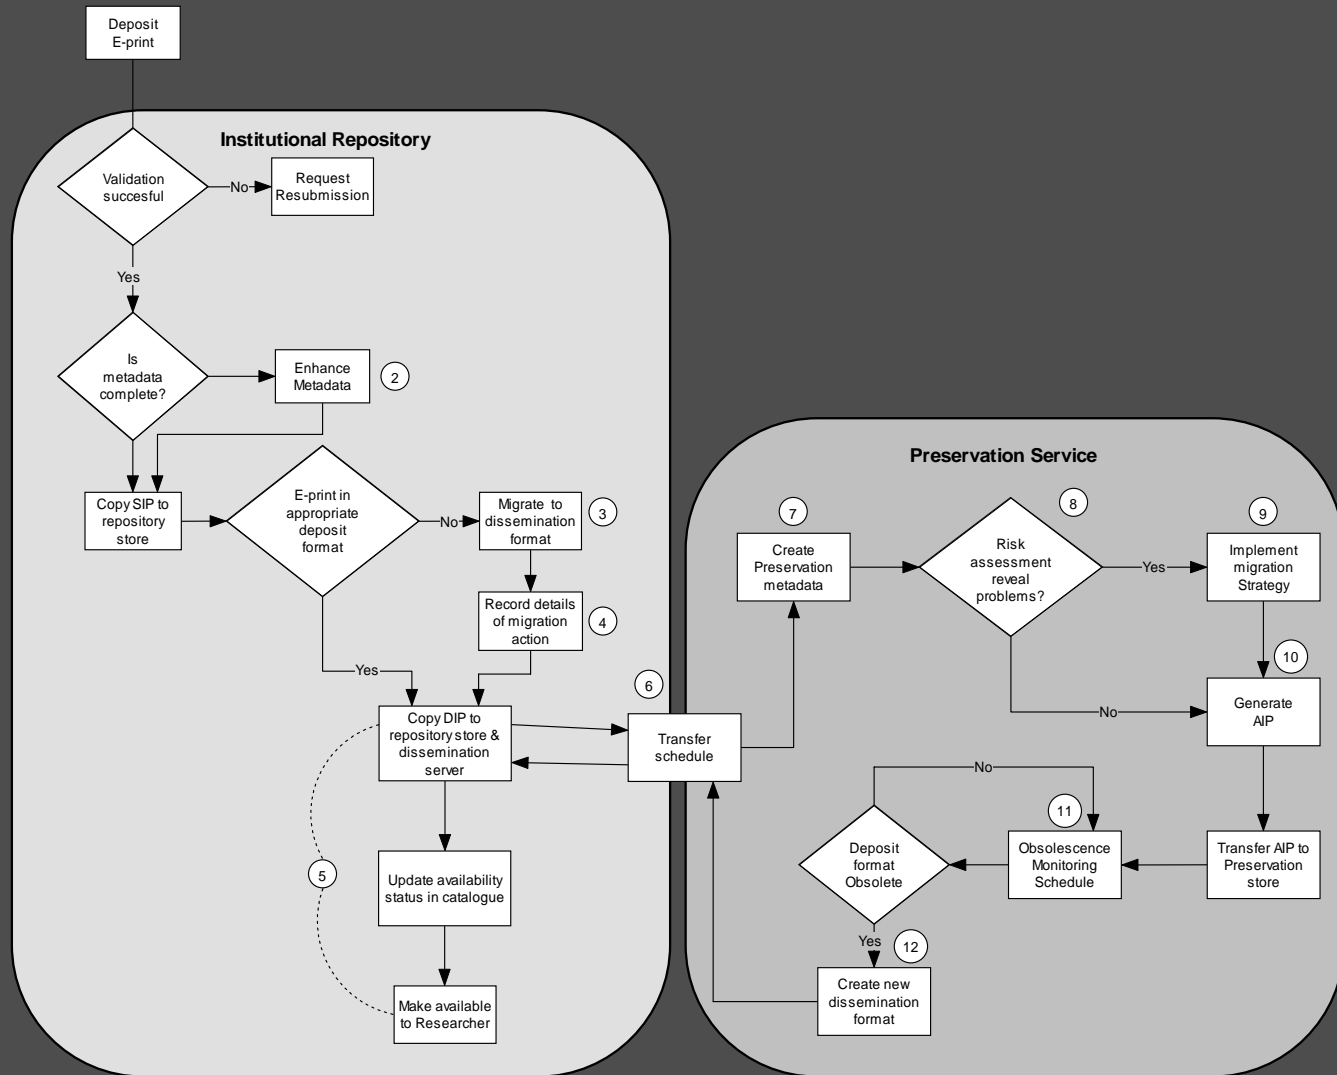 Deposit
E-print
Institutional Repository
Validation
succesful
No
Request
Resubmission
Yes
Is
metadata
complete?
Enhance
Metadata
2
Copy SIP to
repository
store
E-print in
appropriate
deposit
format
No
Migrate to
dissemination
format
3
Record details
of migration
action
4
Yes
Copy DIP to
repository store &
dissemination
server
6
Transfer
schedule
5
Update availability
status in catalogue
Make available
to Researcher
Preservation Service
7
Create
Preservation
metadata
8
Risk
assessment
reveal
problems?
Yes
9
Implement
migration
Strategy
10
No
Generate
AIP
No
11
Deposit
format
Obsolete
Obsolescence
Monitoring
Schedule
Transfer AIP to
Preservation
store
Yes
12
Create new
dissemination
format